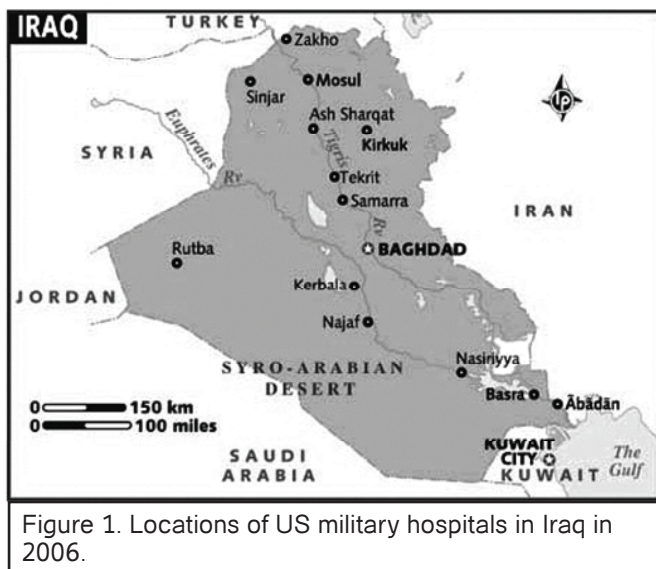 IRAQ
TURKEY
Zakho
Mosul
Sinjar
Ash Sharqat
Kirkuk
Euphrates
Rv
Tigris
Rv
SYRIA
Tekrit
Samarra
IRAN
Rutba
BAGHDAD
JORDAN
Kerbala
Najaf
SYRO-ARABIAN
DESERT
Nasiriyya
Basra
Ābādān
0 150 km
0 100 miles
KUWAIT
CITY
KUWAIT
The
Gulf
SAUDI
ARABIA
lp
Figure 1. Locations of US military hospitals in Iraq in
2006.